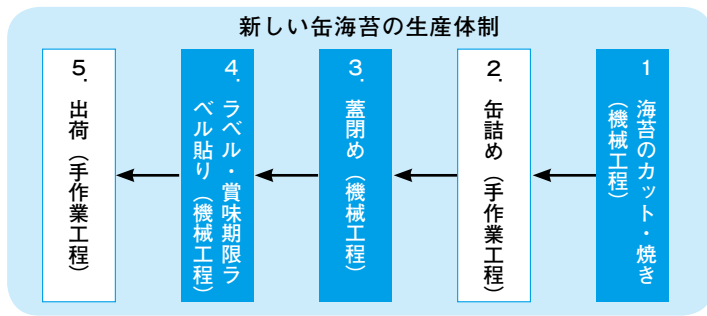 新しい缶海苔の生産体制
1 海苔のカット・焼き
（機械工程）
2. 缶詰め（手作業工程）
3. 蓋閉め（機械工程）
4. ラベル・賞味期限ラ
ベル貼り（機械工程）
5. 出荷（手作業工程）